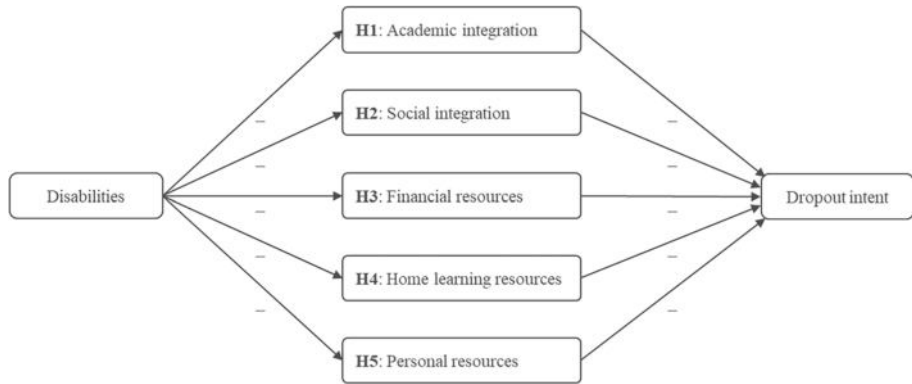 H1: Academic integration
–
–
H2: Social integration
–
–
Disabilities
H3: Financial resources
Dropout intent
–
–
H4: Home learning resources
–
–
H5: Personal resources